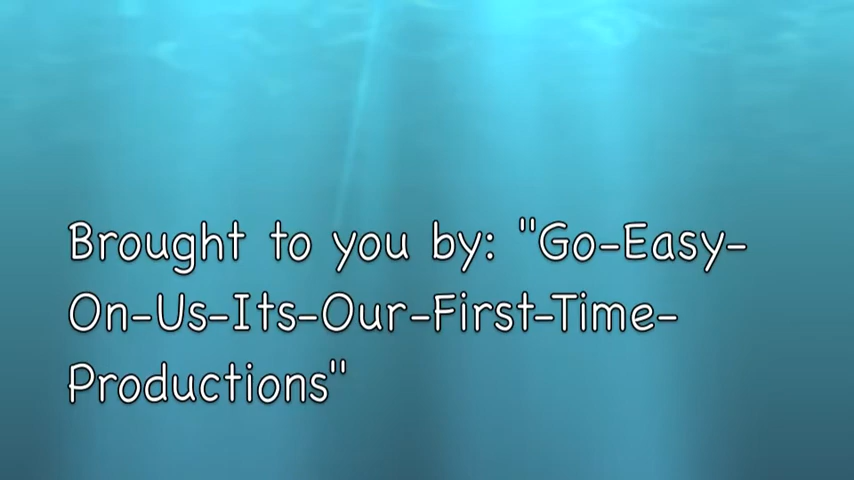 Brought to you by: "Go-Easy-
On-Us-Its-Our-First-Time-
Productions"